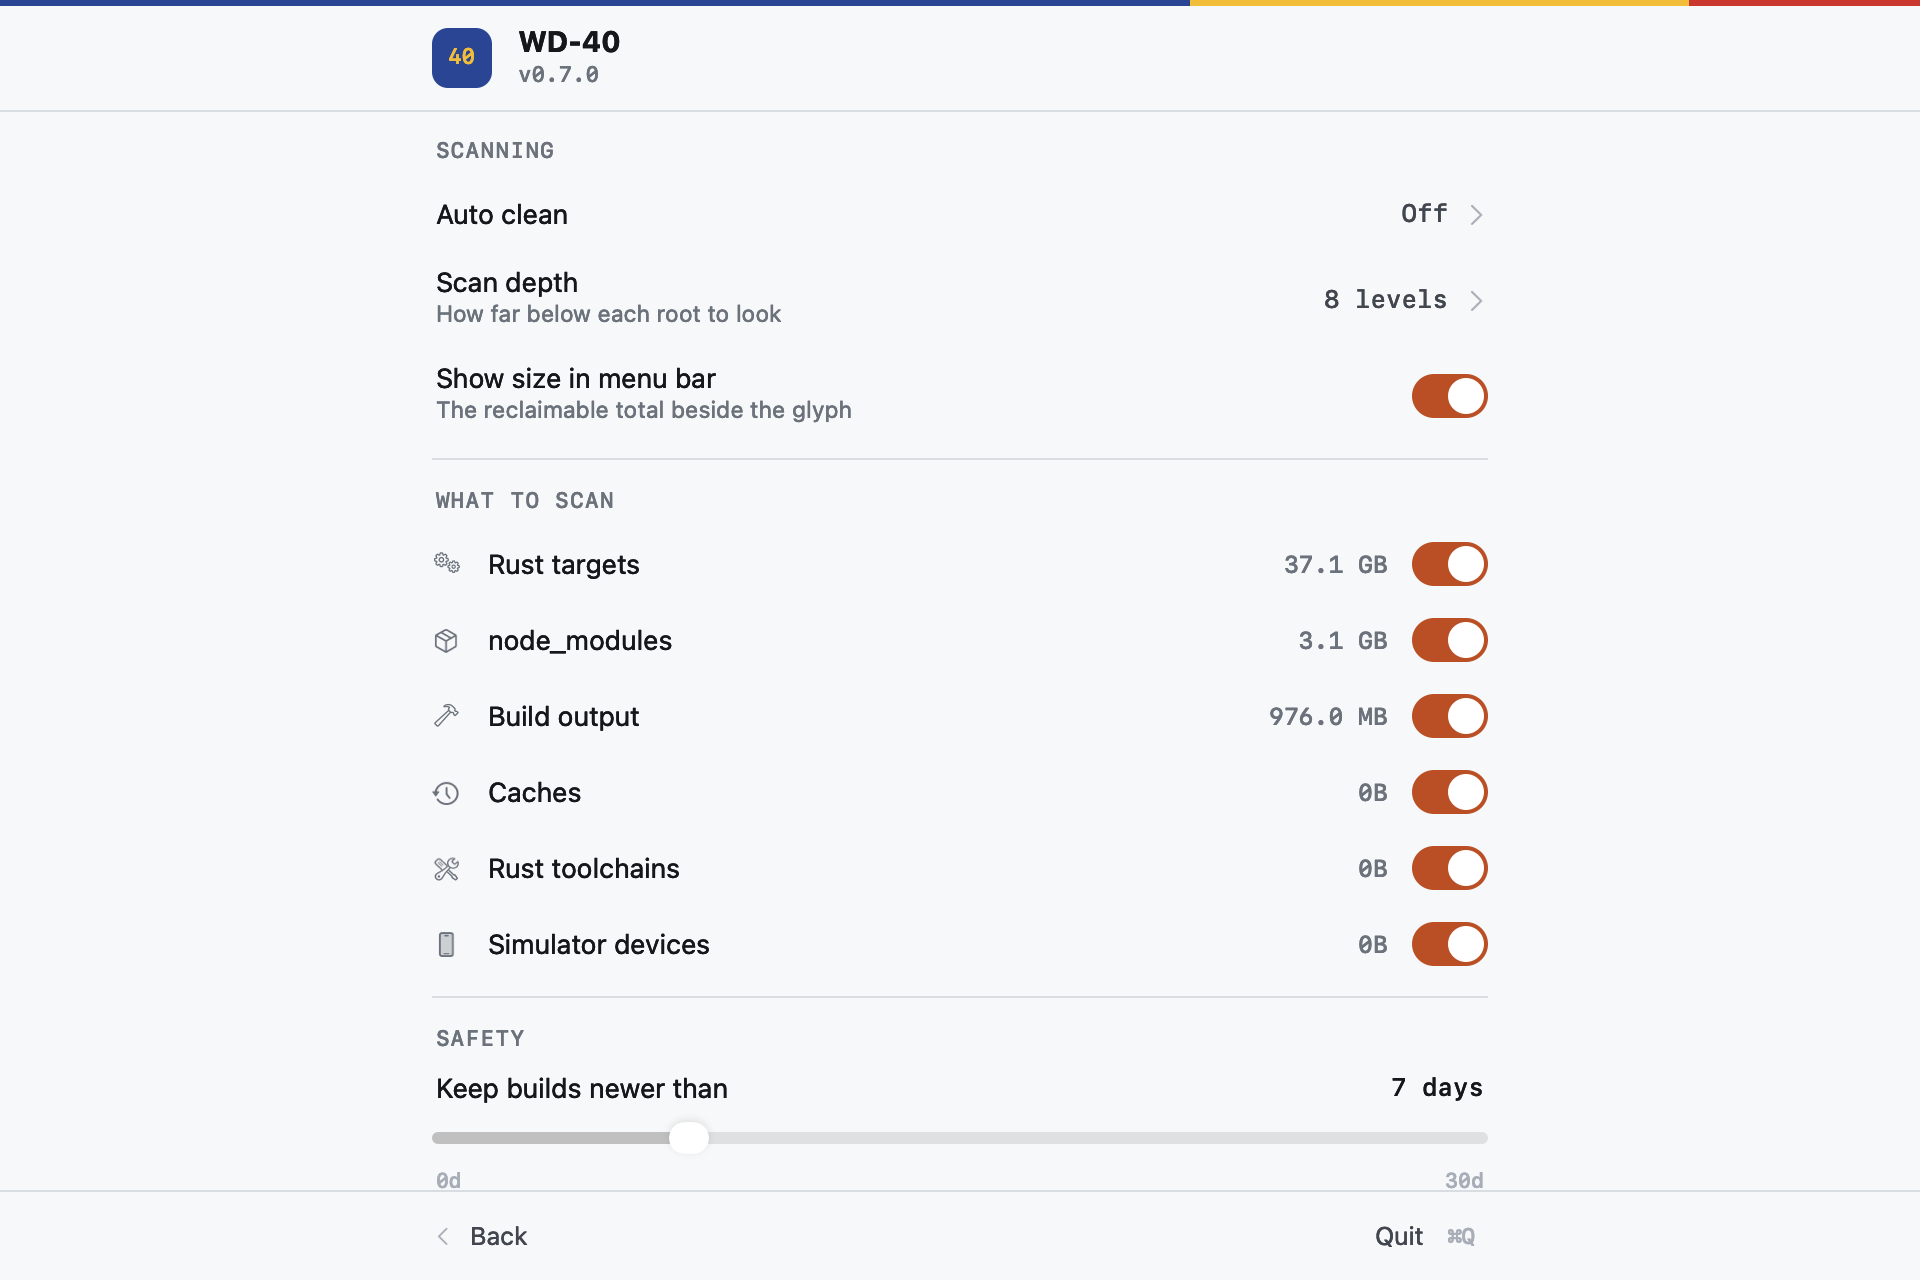 40
WD-40
v0.7.0
SCANNING
Auto clean Off
Scan depth
How far below each root to look
8 levels
Show size in menu bar
The reclaimable total beside the glyph
WHAT TO SCAN
Rust targets 37.1 GB
node_modules 3.1 GB
Build output 976.0 MB
Caches 0B
Rust toolchains 0B
Simulator devices 0B
SAFETY
Keep builds newer than 7 days
0d 30d
Back Quit ⌘Q